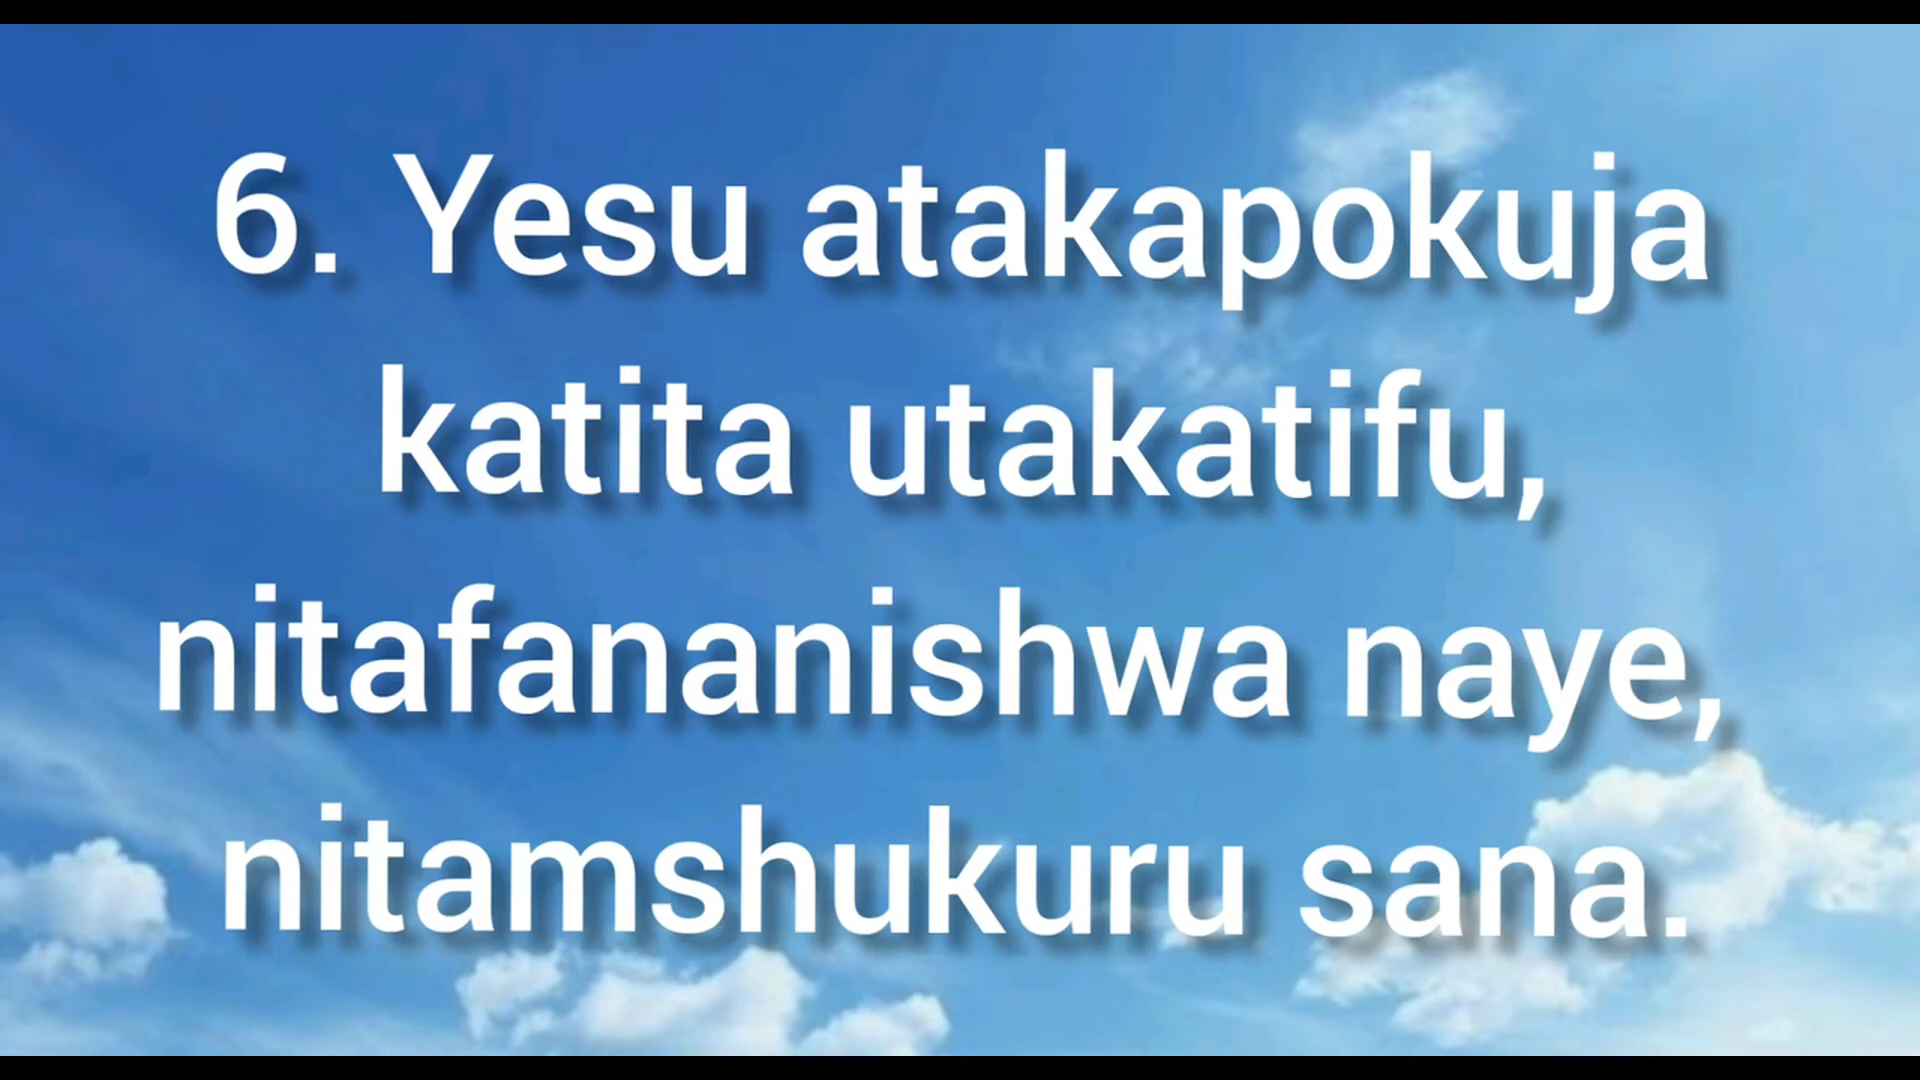 6. Yesu atakapokuja
katita utakatifu,
nitafananishwa naye,
nitamshukuru sana.